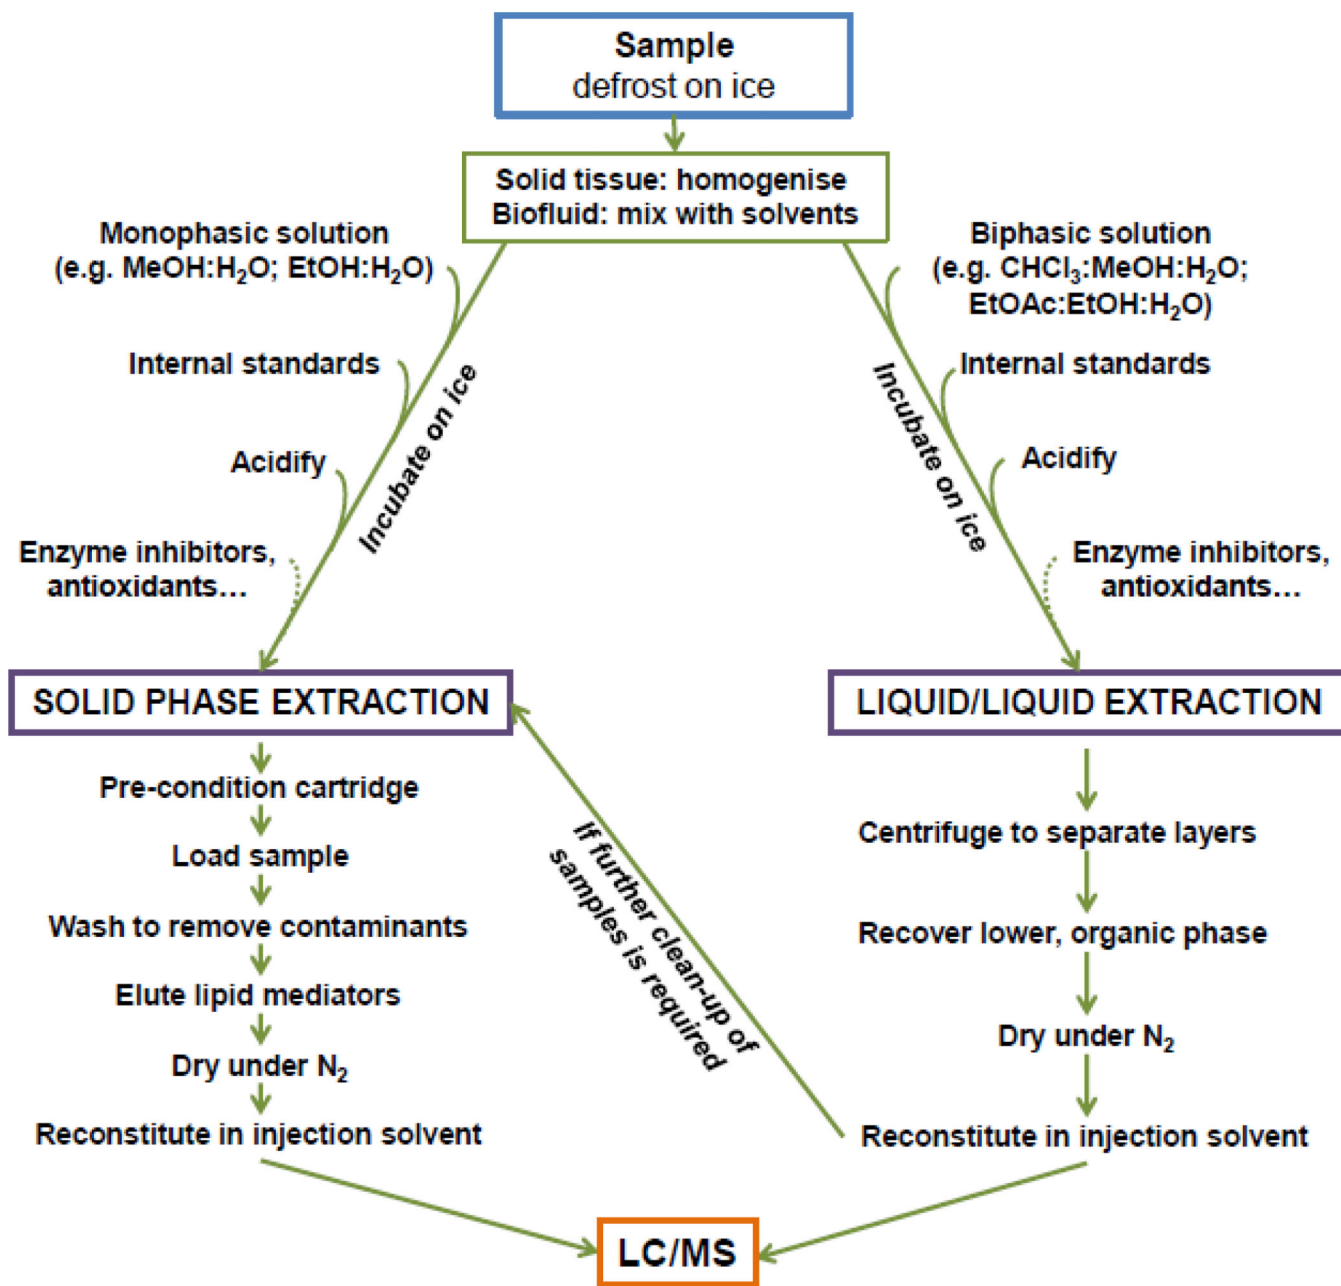 Sample
defrost on ice
Solid tissue: homogenise
Biofluid: mix with solvents
Monophasic solution
(e.g. MeOH:H₂O; EtOH:H₂O)
Internal standards
Acidify
Enzyme inhibitors,
antioxidants…
Incubate on ice
Biphasic solution
(e.g. CHCl₃:MeOH:H₂O;
EtOAc:EtOH:H₂O)
Internal standards
Acidify
Enzyme inhibitors,
antioxidants…
Incubate on ice
SOLID PHASE EXTRACTION
Pre-condition cartridge
Load sample
Wash to remove contaminants
Elute lipid mediators
Dry under N₂
Reconstitute in injection solvent
If further clean-up of
samples is required
LIQUID/LIQUID EXTRACTION
Centrifuge to separate layers
Recover lower, organic phase
Dry under N₂
Reconstitute in injection solvent
LC/MS